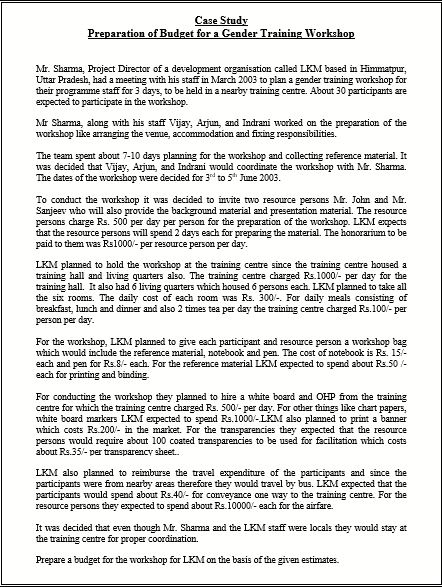 Case Study
Preparation of Budget for a Gender Training Workshop
Mr. Sharma, Project Director of a development organisation called LKM based in Himmatpur,
Uttar Pradesh, had a meeting with his staff in March 2003 to plan a gender training workshop for
their programme staff for 3 days, to be held in a nearby training centre. About 30 participants are
expected to participate in the workshop.
Mr Sharma, along with his staff Vijay, Arjun, and Indrani worked on the preparation of the
workshop like arranging the venue, accommodation and fixing responsibilities.
The team spent about 7-10 days planning for the workshop and collecting reference material. It
was decided that Vijay, Arjun, and Indrani would coordinate the workshop with Mr. Sharma.
The dates of the workshop were decided for 3rd to 5th June 2003.
To conduct the workshop it was decided to invite two resource persons Mr. John and Mr.
Sanjeev who will also provide the background material and presentation material. The resource
persons charge Rs. 500 per day per person for the preparation of the workshop. LKM expects
that the resource persons will spend 2 days each for preparing the material. The honorarium to be
paid to them was Rs1000/- per resource person per day.
LKM planned to hold the workshop at the training centre since the training centre housed a
training hall and living quarters also. The training centre charged Rs.1000/- per day for the
training hall. It also had 6 living quarters which housed 6 persons each. LKM planned to take all
the six rooms. The daily cost of each room was Rs. 300/-. For daily meals consisting of
breakfast, lunch and dinner and also 2 times tea per day the training centre charged Rs.100/- per
person per day.
For the workshop, LKM planned to give each participant and resource person a workshop bag
which would include the reference material, notebook and pen. The cost of notebook is Rs. 15/-
each and pen for Rs.8/- each. For the reference material LKM expected to spend about Rs.50 /-
each for printing and binding.
For conducting the workshop they planned to hire a white board and OHP from the training
centre for which the training centre charged Rs. 500/- per day. For other things like chart papers,
white board markers LKM expected to spend Rs.1000/-.LKM also planned to print a banner
which costs Rs.200/- in the market. For the transparencies they expected that the resource
persons would require about 100 coated transparencies to be used for facilitation which costs
about Rs.35/- per transparency sheet..
LKM also planned to reimburse the travel expenditure of the participants and since the
participants were from nearby areas therefore they would travel by bus. LKM expected that the
participants would spend about Rs.40/- for conveyance one way to the training centre. For the
resource persons they expected to spend about Rs.10000/- each for the airfare.
It was decided that even though Mr. Sharma and the LKM staff were locals they would stay at
the training centre for proper coordination.
Prepare a budget for the workshop for LKM on the basis of the given estimates.